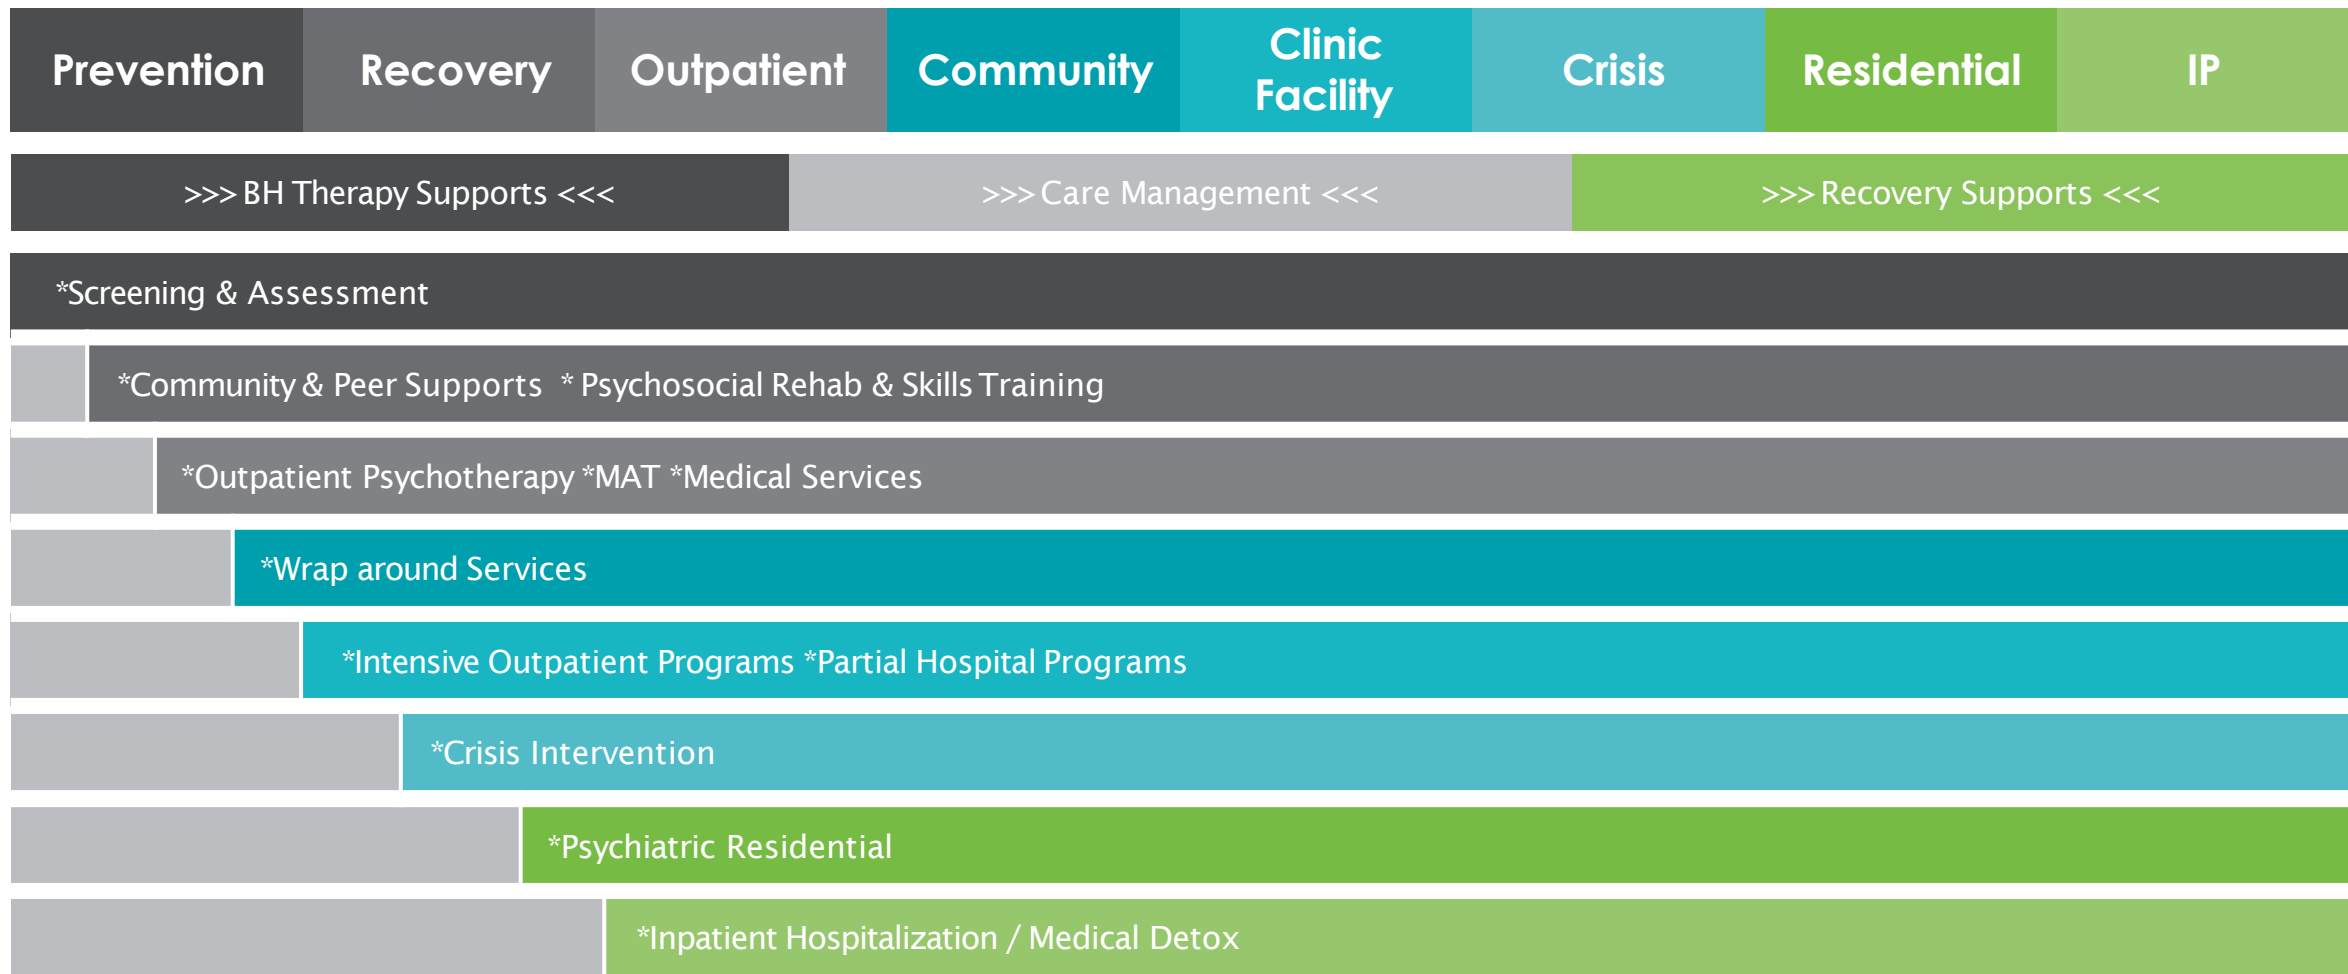 Prevention
Recovery
Outpatient
Community
Clinic
Facility
Crisis
Residential
IP
>>> BH Therapy Supports <<<
>>> Care Management <<<
>>> Recovery Supports <<<
*Screening & Assessment
*Community & Peer Supports * Psychosocial Rehab & Skills Training
*Outpatient Psychotherapy *MAT *Medical Services
*Wrap around Services
*Intensive Outpatient Programs *Partial Hospital Programs
*Crisis Intervention
*Psychiatric Residential
*Inpatient Hospitalization / Medical Detox